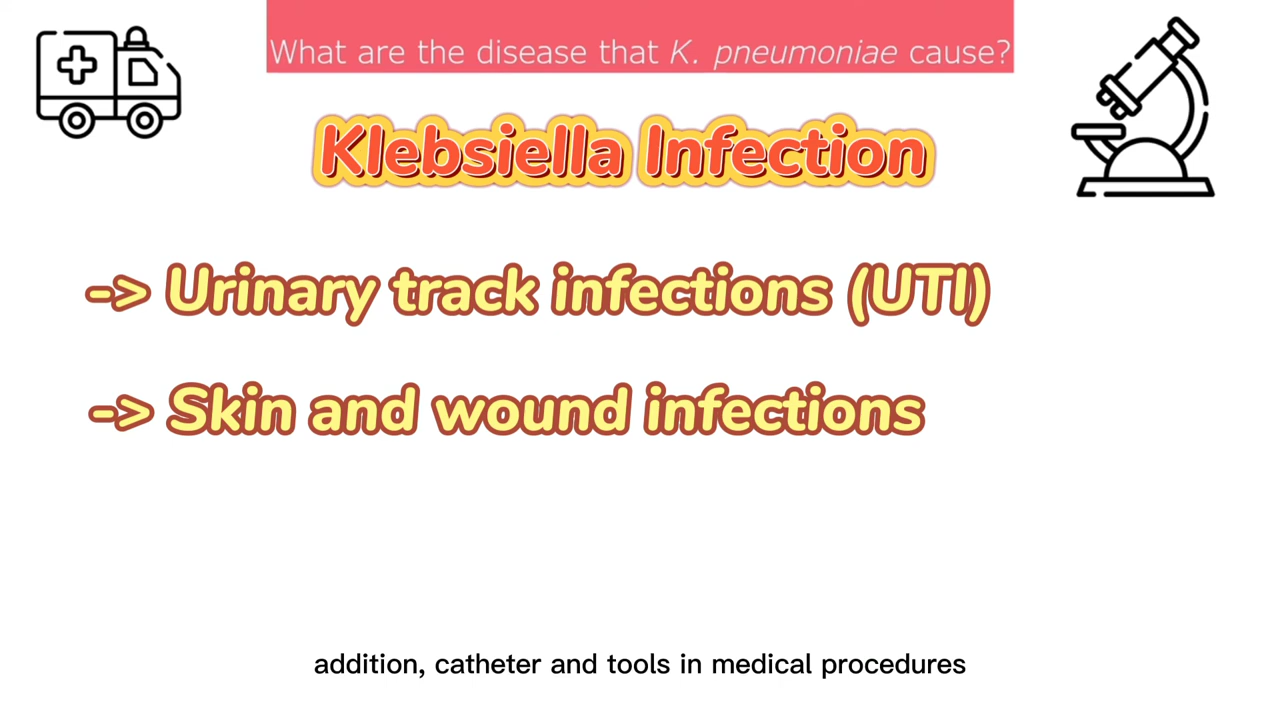 What are the disease that K. pneumoniae cause?
Klebsiella Infection
-> Urinary track infections (UTI)
-> Skin and wound infections
addition, catheter and tools in medical procedures